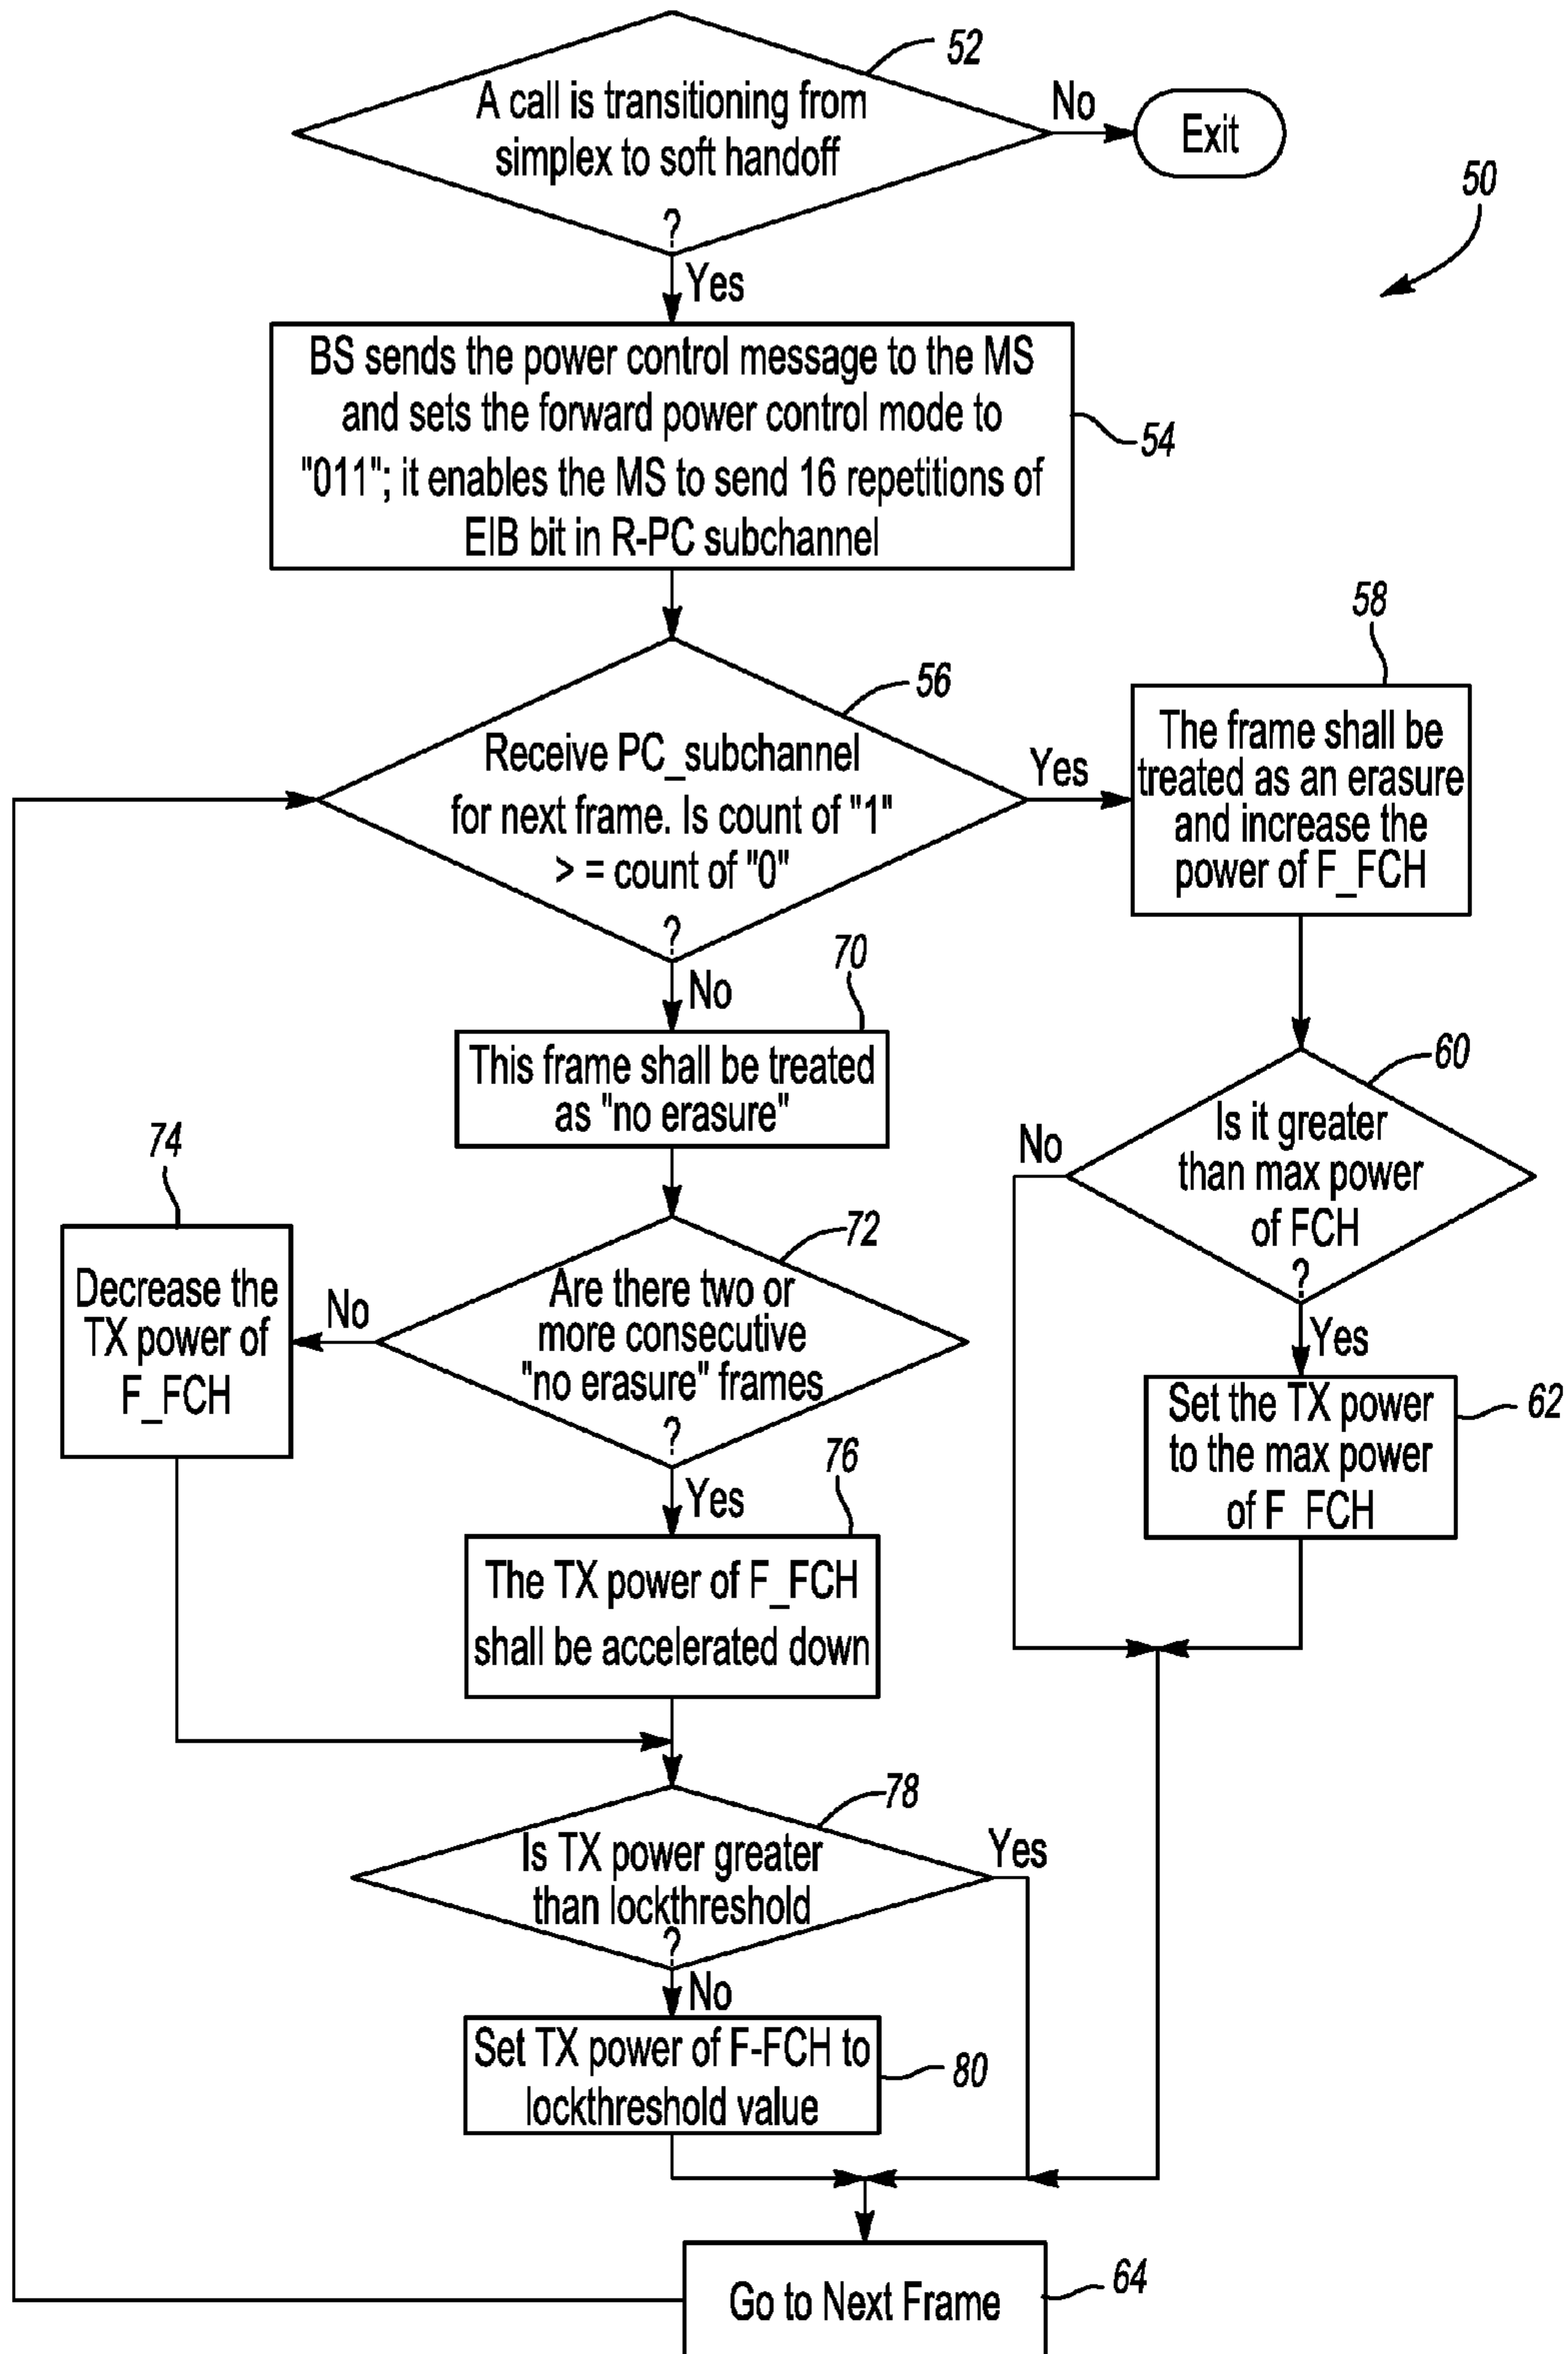 52
A call is transitioning from
simplex to soft handoff
?
No
Exit
50
Yes
BS sends the power control message to the MS
and sets the forward power control mode to
"011"; it enables the MS to send 16 repetitions of
EIB bit in R-PC subchannel
54
56
Receive PC_subchannel
for next frame. Is count of "1"
> = count of "0"
?
Yes
58
The frame shall be
treated as an erasure
and increase the
power of F_FCH
No
70
This frame shall be treated
as "no erasure"
60
Is it greater
than max power
of FCH
?
No
Yes
62
Set the TX power
to the max power
of F FCH
72
Are there two or
more consecutive
"no erasure" frames
?
No
74
Decrease the
TX power of
F_FCH
Yes
76
The TX power of F_FCH
shall be accelerated down
78
Is TX power greater
than lockthreshold
?
Yes
No
Set TX power of F-FCH to
lockthreshold value
80
Go to Next Frame
64